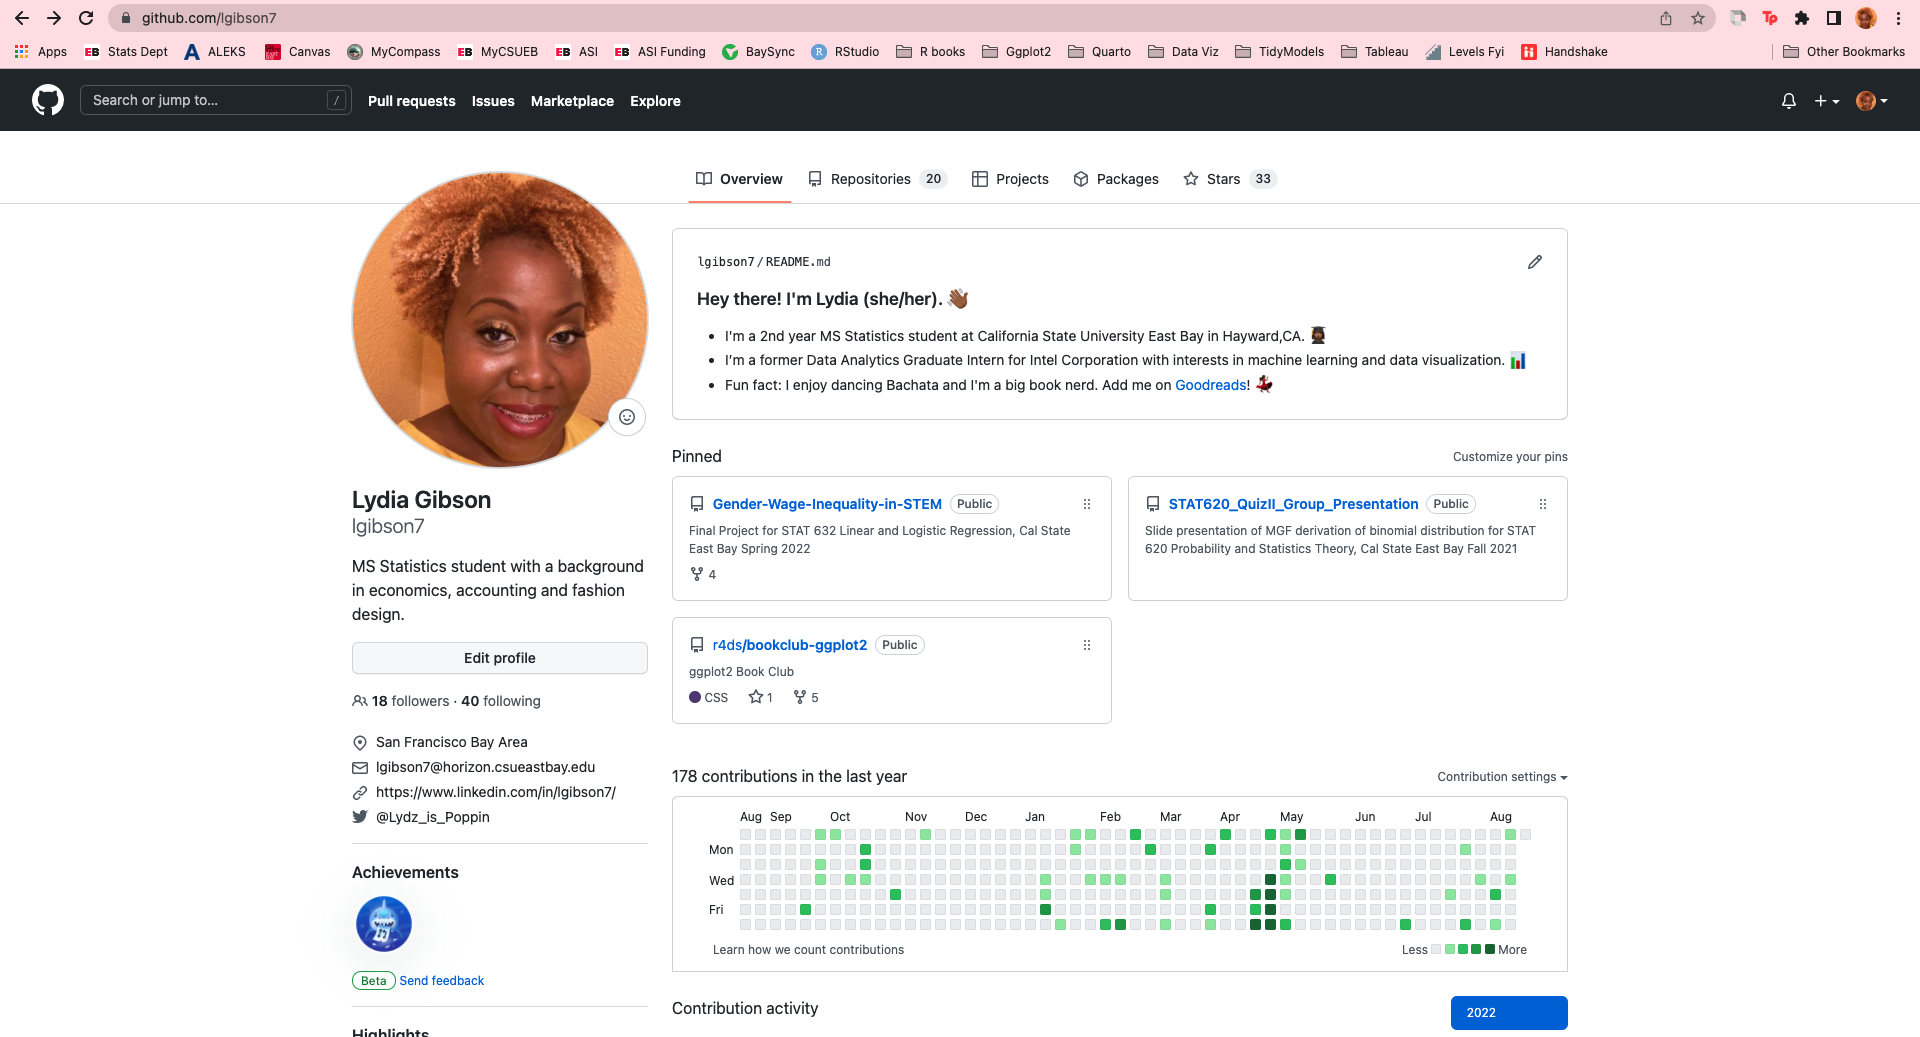 github.com/lgibson7
Apps EB Stats Dept ALEKS Canvas MyCompass EB MyCSUEB EB ASI EB ASI Funding BaySync R RStudio R books Ggplot2 Quarto Data Viz TidyModels Tableau Levels Fyi Handshake Other Bookmarks
Search or jump to... / Pull requests Issues Marketplace Explore
Overview Repositories 20 Projects Packages Stars 33
lgibson7/README.md
Hey there! I'm Lydia (she/her). 👋🏾
• I'm a 2nd year MS Statistics student at California State University East Bay in Hayward,CA. 👩🏿‍🎓
• I’m a former Data Analytics Graduate Intern for Intel Corporation with interests in machine learning and data visualization. 📊
• Fun fact: I enjoy dancing Bachata and I'm a big book nerd. Add me on Goodreads! 💃🏿
Lydia Gibson
lgibson7
MS Statistics student with a background
in economics, accounting and fashion
design.
Edit profile
18 followers · 40 following
San Francisco Bay Area
lgibson7@horizon.csueastbay.edu
https://www.linkedin.com/in/lgibson7/
@Lydz_is_Poppin
Achievements
Beta Send feedback
Highlights
Pinned Customize your pins
Gender-Wage-Inequality-in-STEM Public
Final Project for STAT 632 Linear and Logistic Regression, Cal State
East Bay Spring 2022
4
STAT620_QuizII_Group_Presentation Public
Slide presentation of MGF derivation of binomial distribution for STAT
620 Probability and Statistics Theory, Cal State East Bay Fall 2021
r4ds/bookclub-ggplot2 Public
ggplot2 Book Club
CSS 1 5
178 contributions in the last year Contribution settings
Aug Sep Oct Nov Dec Jan Feb Mar Apr May Jun Jul Aug
Mon
Wed
Fri
Learn how we count contributions Less More
Contribution activity 2022